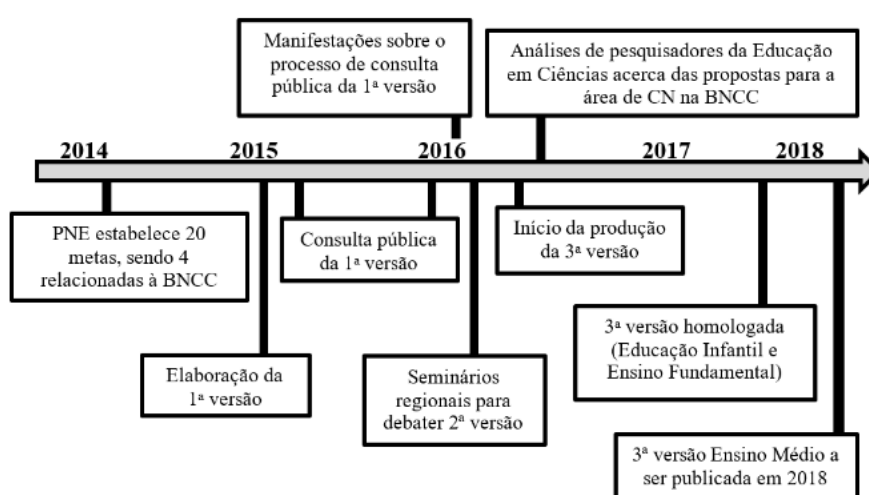 Manifestações sobre o
processo de consulta
pública da 1ª versão
Análises de pesquisadores da Educação
em Ciências acerca das propostas para a
área de CN na BNCC
2014
2015
2016
2017
2018
PNE estabelece 20
metas, sendo 4
relacionadas à BNCC
Consulta pública
da 1ª versão
Início da produção
da 3ª versão
Elaboração da
1ª versão
Seminários
regionais para
debater 2ª versão
3ª versão homologada
(Educação Infantil e
Ensino Fundamental)
3ª versão Ensino Médio a
ser publicada em 2018